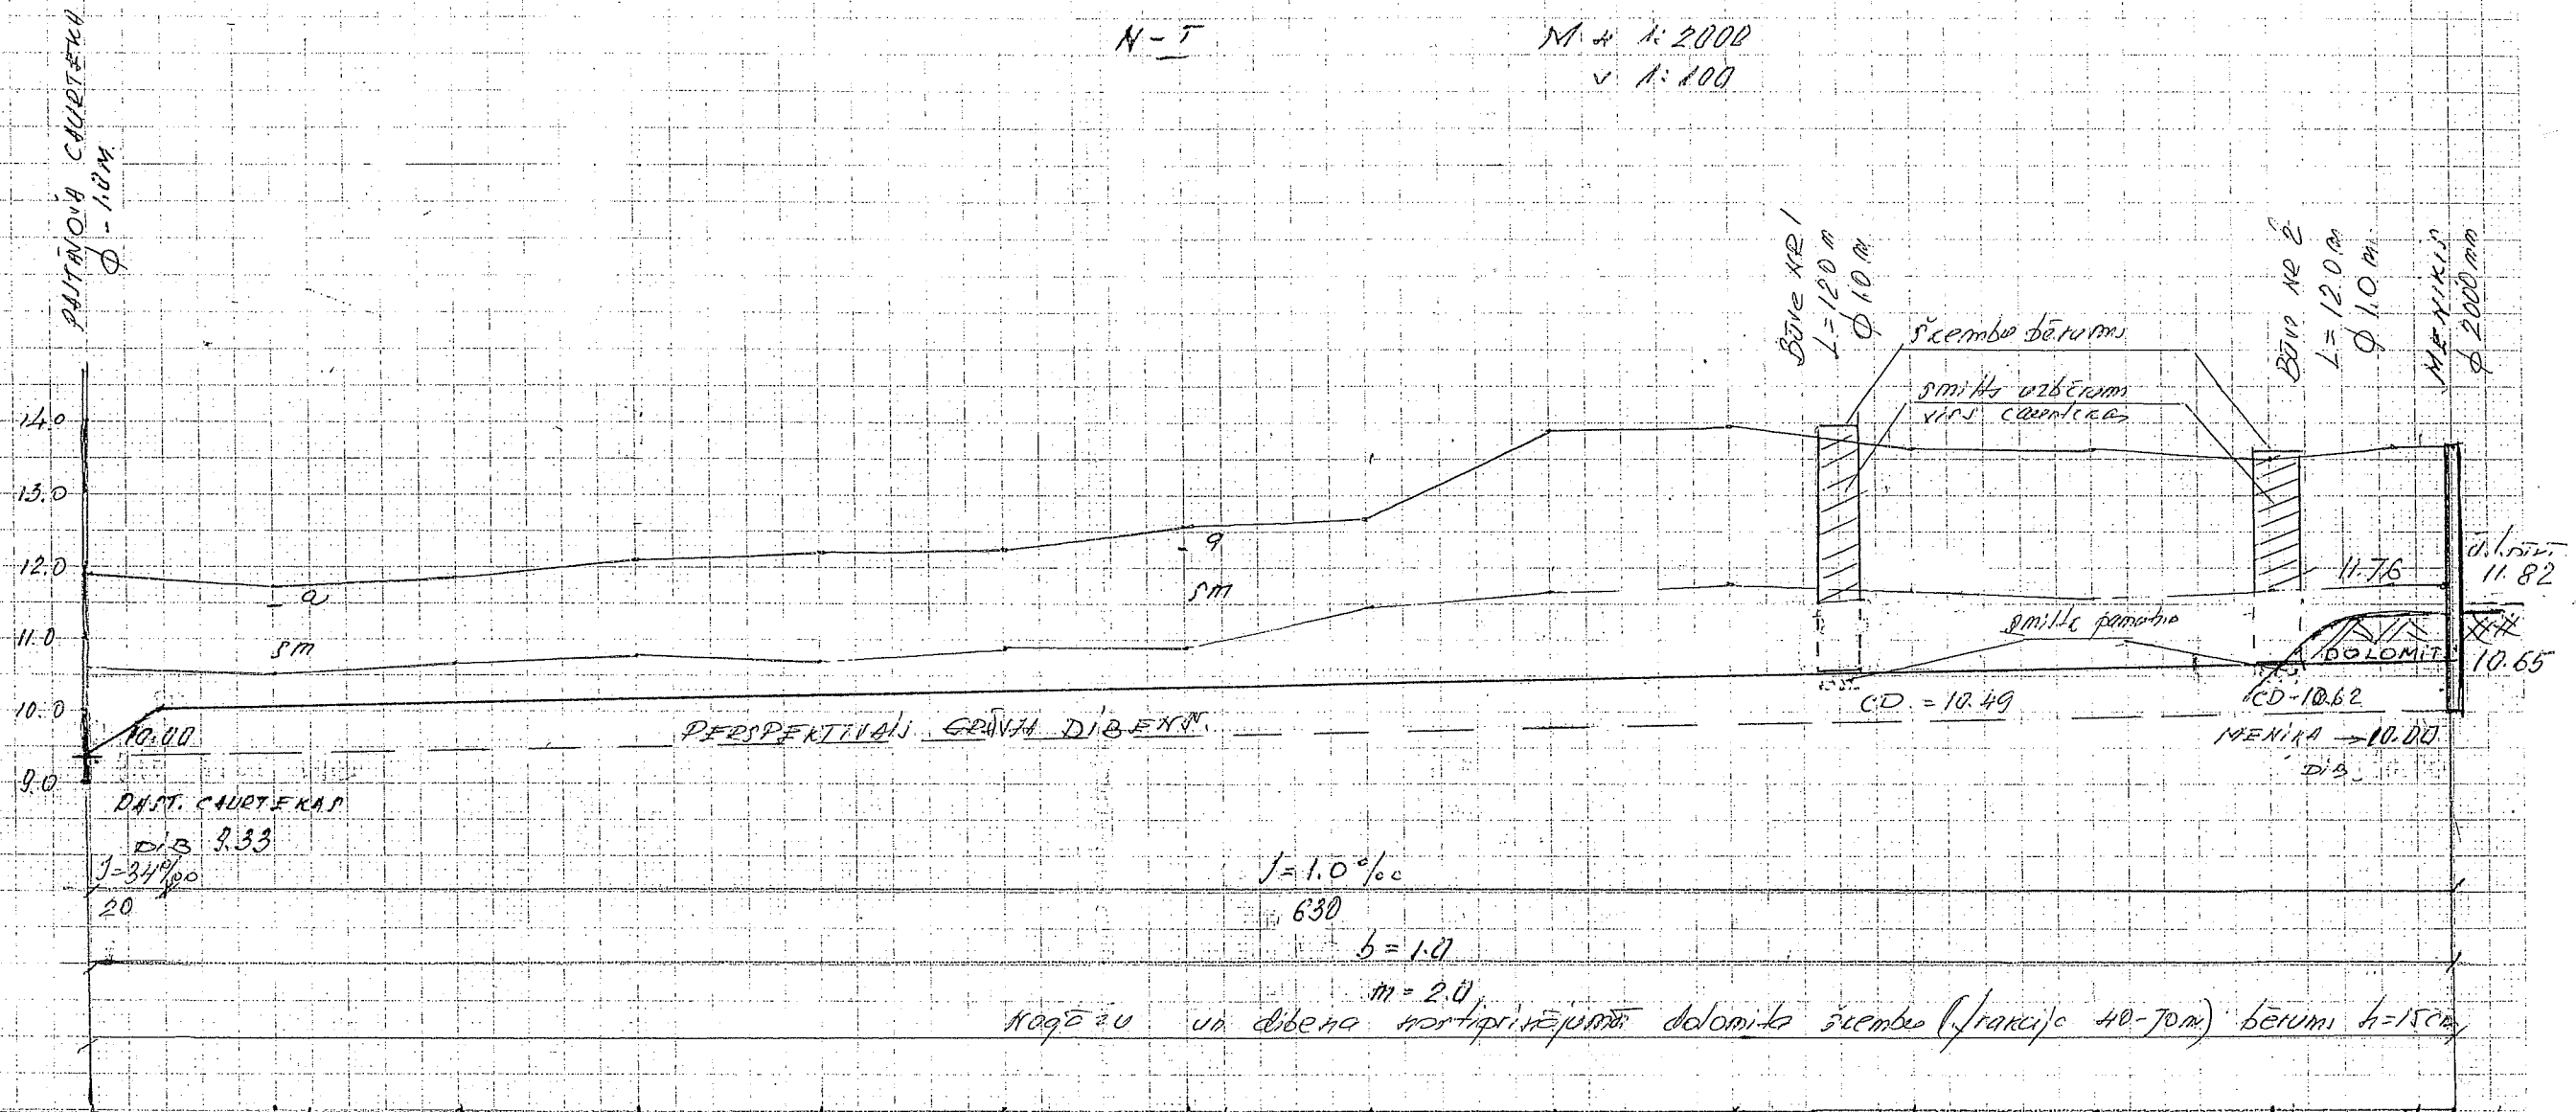 N-I
M: H 1:2000
v 1:100
PASTĀVOŠA CAURTEKA
Ø - 1.0 M.
BŪVE NR 1
L=12.0 m
Ø 1.0 m
BŪVE NR 2
L=12.0 m
Ø 1.0 m.
MENIĶIS
Ø 2000 mm
šķembu bērums
smilts uzbērums
virs caurtekas
14.0
13.0
12.0
11.0
10.0
9.0
a
sm
a
sm
11.76
11.82
smilts pamatne
DOLOMIT
10.65
CD. = 10.49
CD-10.62
10.00
PERSPEKTĪVAIS GRĀVJA DIBENS.
MENIĶA → 10.00
DIB.
PAST. CAURTEKAS
DIB 9.33
J=34‰
20
J=1.0‰
630
b = 1.0
m = 2.0
Nogāžu un dibena nostiprinājums dolomīta šķembu (frakcija 40-70m) bērums h=15cm